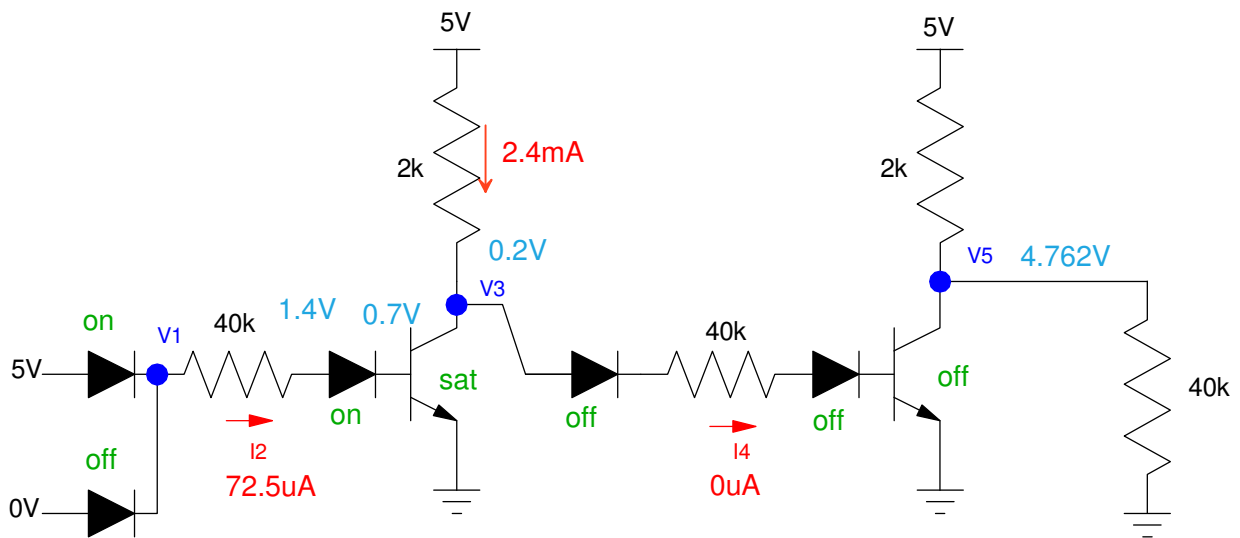 5V
5V
2k
2.4mA
2k
0.2V
V5
4.762V
V3
1.4V
0.7V
on
V1
40k
40k
5V
sat
off
40k
on
off
off
I2
I4
off
72.5uA
0uA
0V